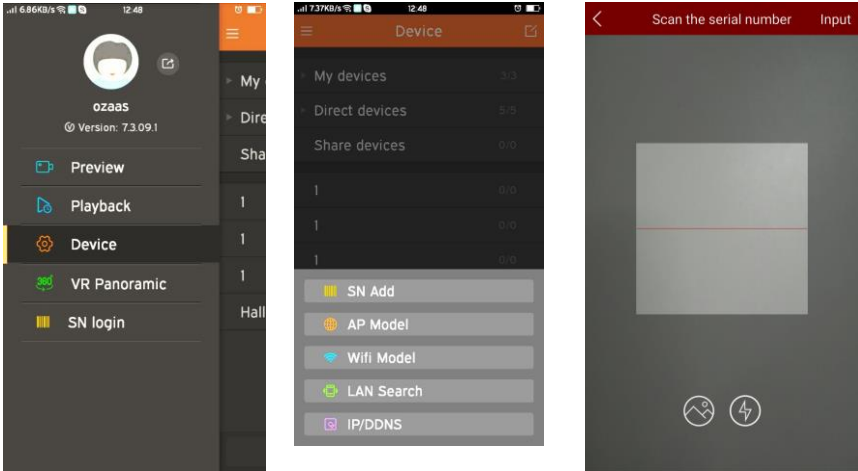 6.86KB/s 12:48
ozaas
Version: 7.3.09.1
Preview
Playback
Device
360°
VR Panoramic
SN login
My
Dire
Sha
1
1
1
Hall
7.37KB/s 12:48
Device
My devices 3/3
Direct devices 5/5
Share devices 0/0
1 0/0
1 0/0
1 0/0
SN Add
AP Model
Wifi Model
LAN Search
IP/DDNS
Scan the serial number Input